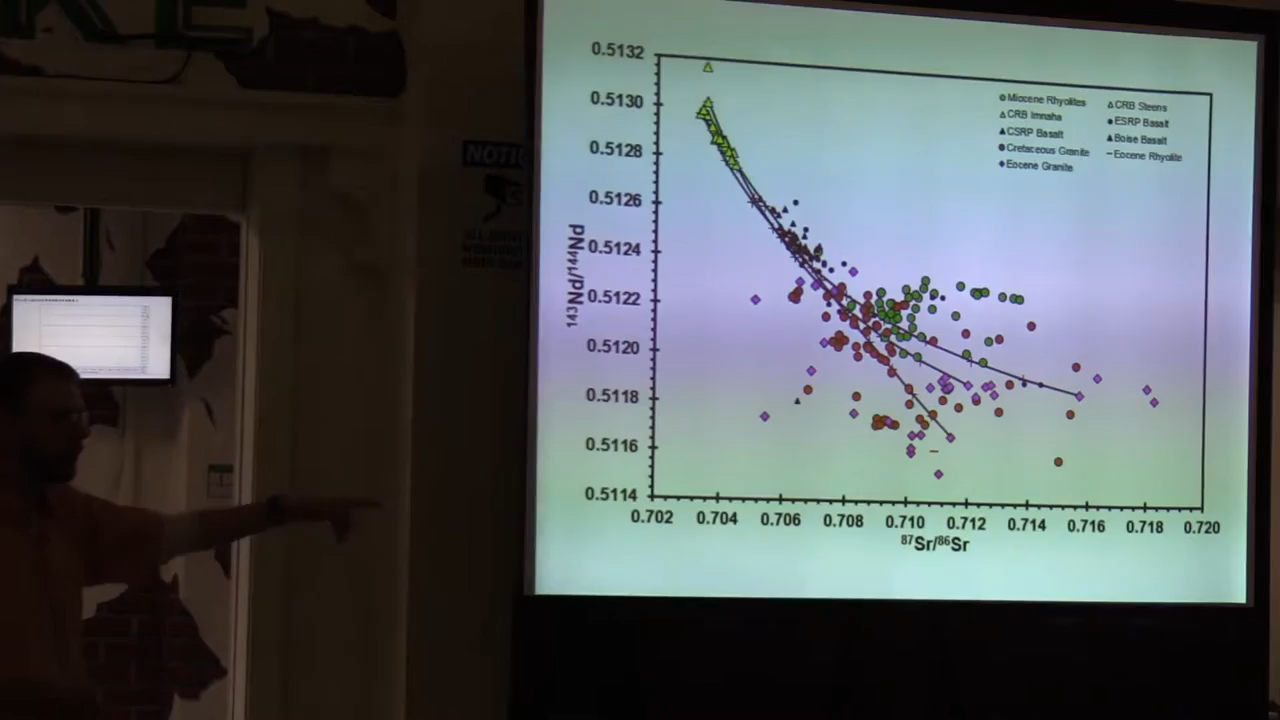 KE
NOTIC
0.5132
0.5130
0.5128
0.5126
0.5124
0.5122
0.5120
0.5118
0.5116
0.5114
143Nd/144Nd
0.702 0.704 0.706 0.708 0.710 0.712 0.714 0.716 0.718 0.720
87Sr/86Sr
Miocene Rhyolites CRB Steens
CRB Imnaha ESRP Basalt
CSRP Basalt Boise Basalt
Cretaceous Granite Eocene Rhyolite
Eocene Granite